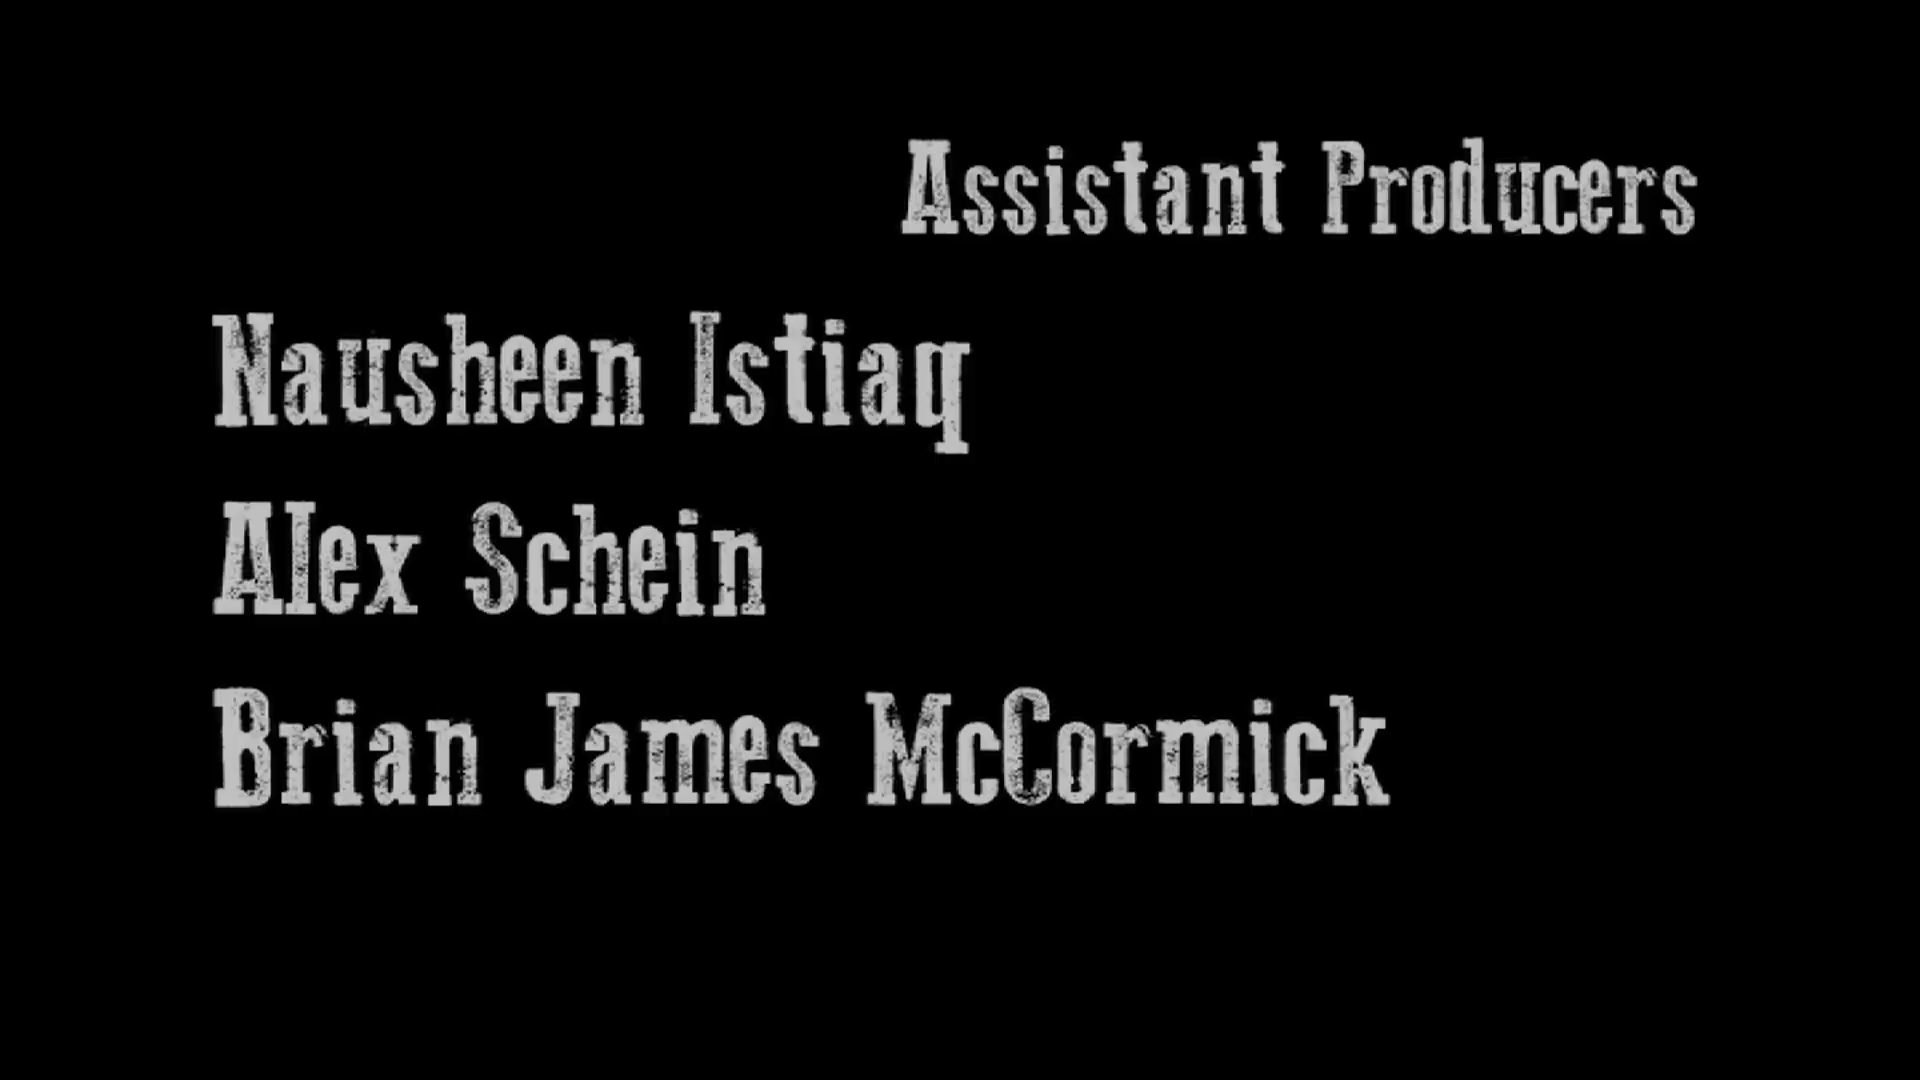 Assistant Producers
Nausheen Istiaq
Alex Schein
Brian James McCormick